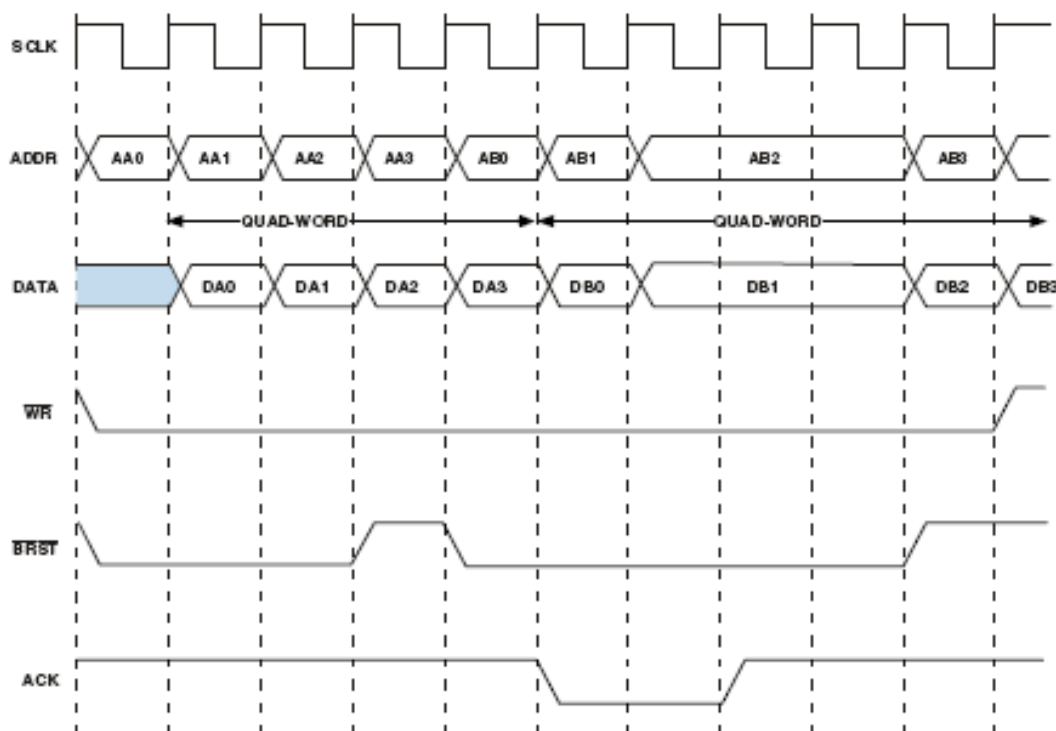 SCLK
ADDR AA0 AA1 AA2 AA3 AB0 AB1 AB2 AB3
QUAD-WORD QUAD-WORD
DATA DA0 DA1 DA2 DA3 DB0 DB1 DB2 DB3
WR
BRST
ACK